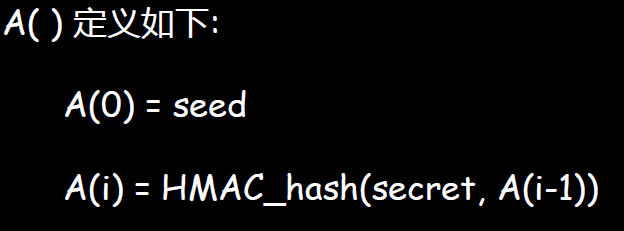 A( ) 定义如下:
A(0) = seed
A(i) = HMAC_hash(secret, A(i-1))